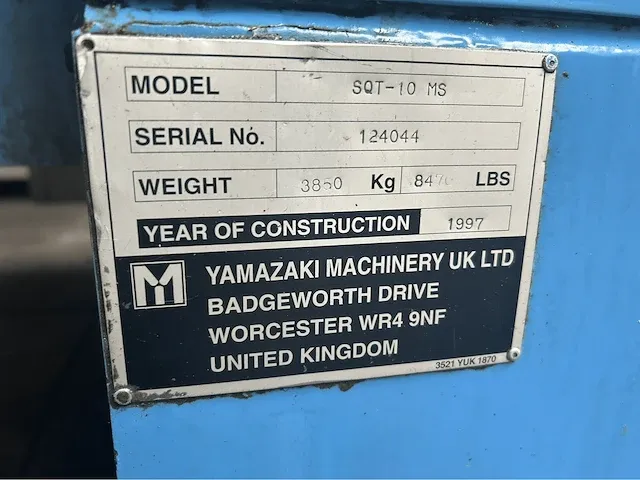 MODEL SQT-10 MS
SERIAL No. 124044
WEIGHT Kg LBS
YEAR OF CONSTRUCTION 1997
YAMAZAKI MACHINERY UK LTD
BADGEWORTH DRIVE
WORCESTER WR4 9NF
UNITED KINGDOM
3521 YUK 1870